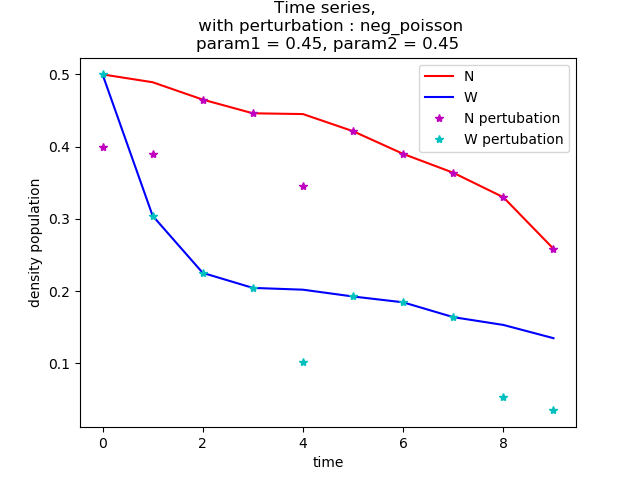 Time series,
with perturbation : neg_poisson
param1 = 0.45, param2 = 0.45
N
W
N pertubation
W pertubation
density population
0.5
0.4
0.3
0.2
0.1
0 2 4 6 8
time